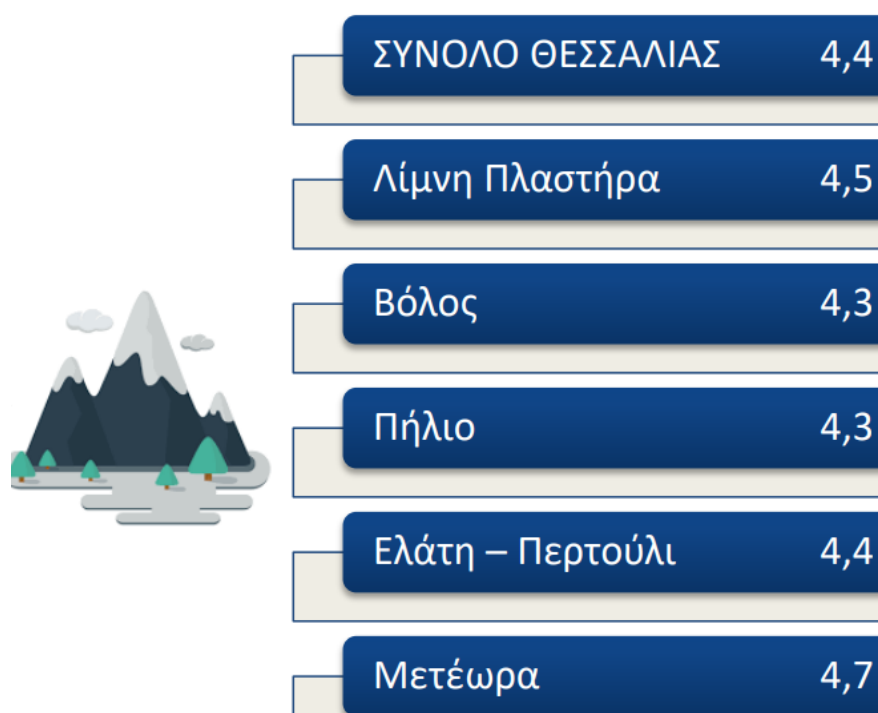 ΣΥΝΟΛΟ ΘΕΣΣΑΛΙΑΣ 4,4
Λίμνη Πλαστήρα 4,5
Βόλος 4,3
Πήλιο 4,3
Ελάτη – Περτούλι 4,4
Μετέωρα 4,7